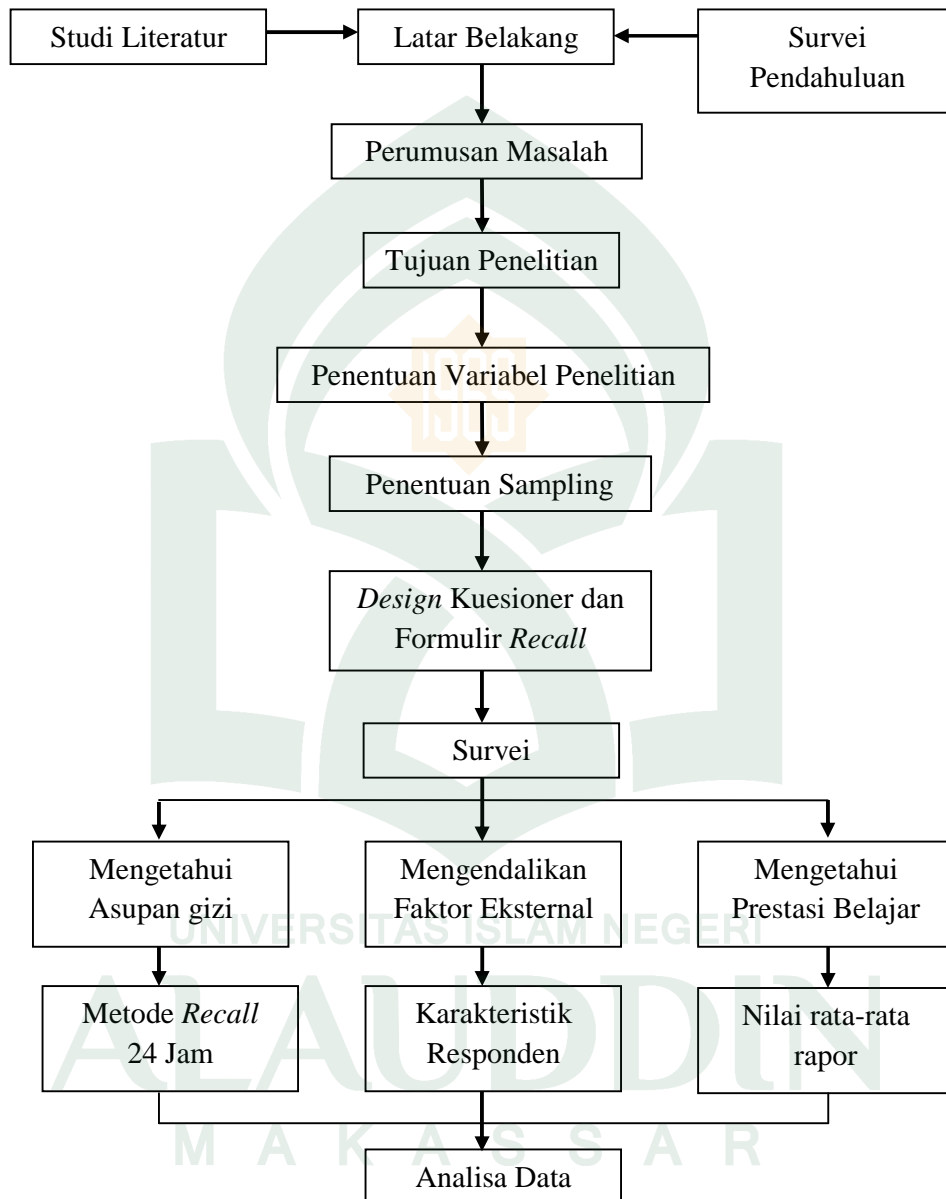 Studi Literatur
Latar Belakang
Survei
Pendahuluan
Perumusan Masalah
Tujuan Penelitian
Penentuan Variabel Penelitian
1965
Penentuan Sampling
Design Kuesioner dan
Formulir Recall
Survei
Mengetahui
Asupan gizi
Mengendalikan
Faktor Eksternal
Mengetahui
Prestasi Belajar
UNIVERSITAS ISLAM NEGERI
Metode Recall
24 Jam
Karakteristik
Responden
Nilai rata-rata
rapor
ALAUDDIN
MAKASSAR
Analisa Data